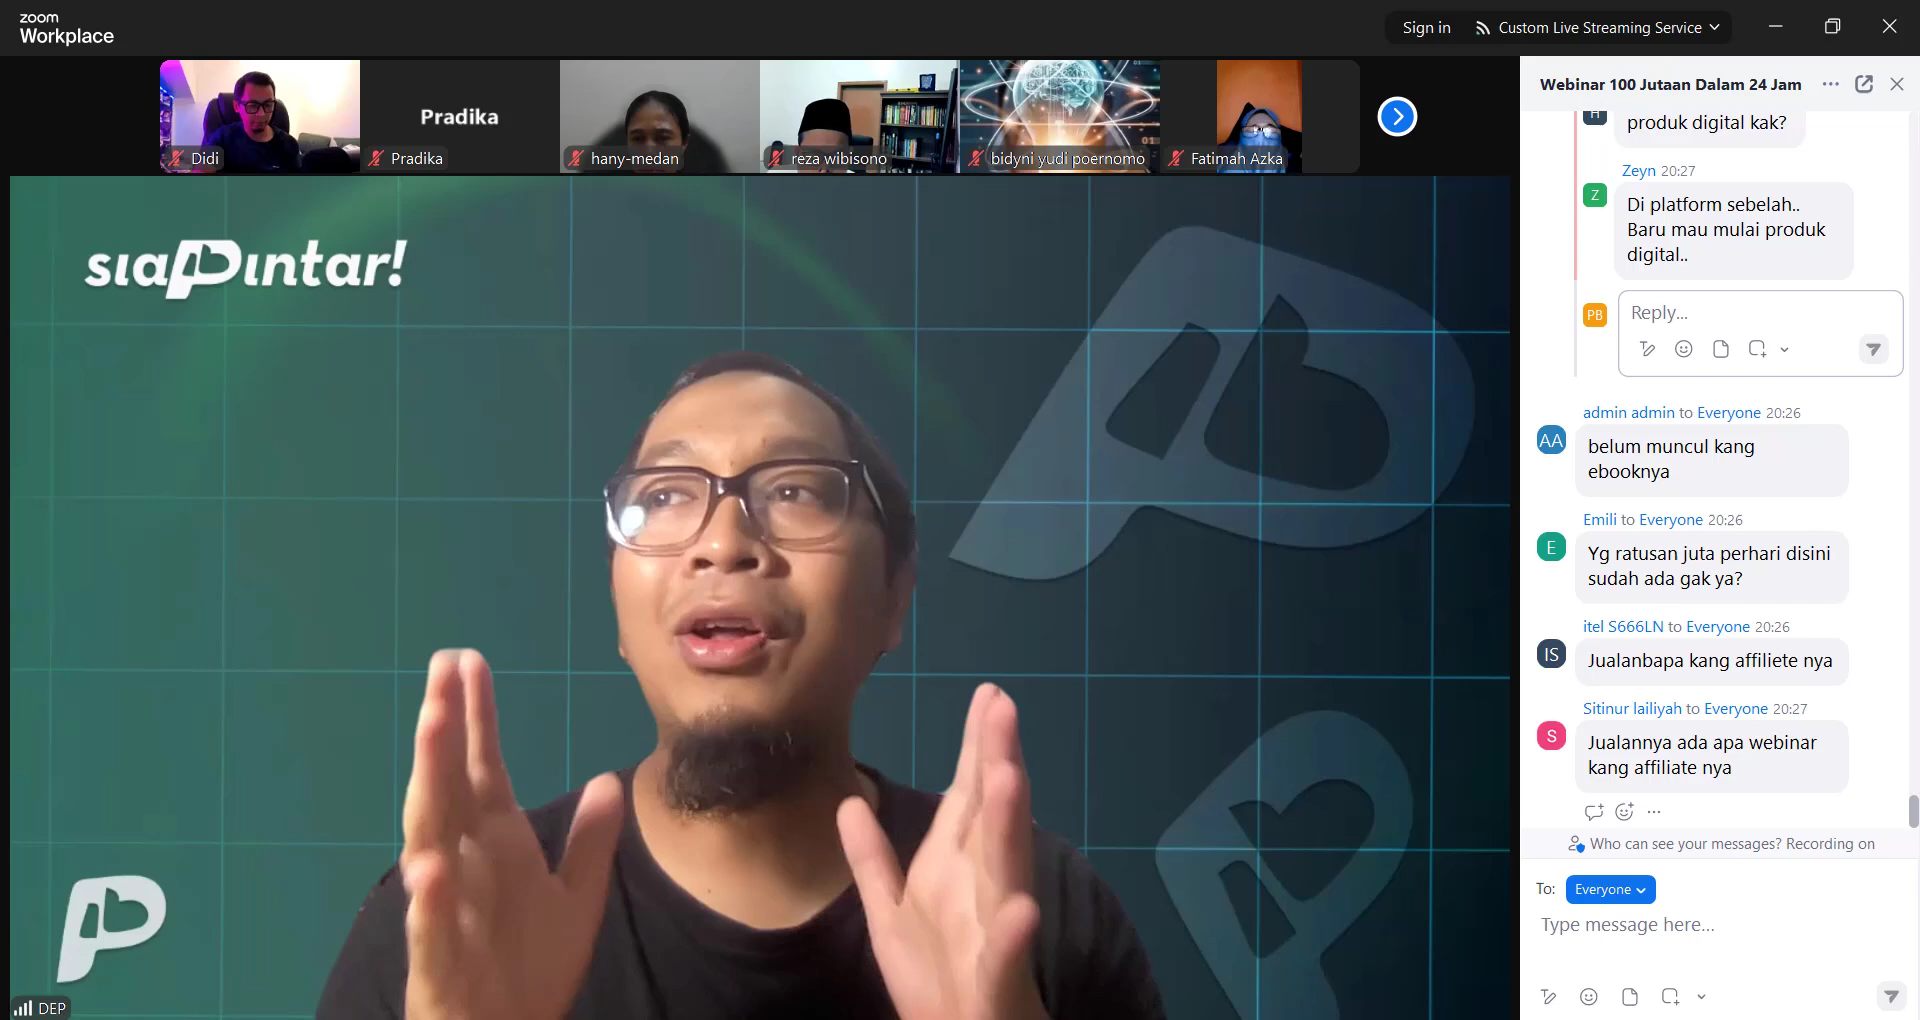 zoom
Workplace
Sign in
Custom Live Streaming Service
Didi
Pradika
Pradika
hany-medan
reza wibisono
bidyni yudi poernomo
Fatimah Azka
siapintar!
DEP
Webinar 100 Jutaan Dalam 24 Jam
H
produk digital kak?
Zeyn 20:27
Z
Di platform sebelah..
Baru mau mulai produk
digital..
PB
Reply...
admin admin to Everyone 20:26
AA
belum muncul kang
ebooknya
Emili to Everyone 20:26
E
Yg ratusan juta perhari disini
sudah ada gak ya?
itel S666LN to Everyone 20:26
IS
Jualanbapa kang affiliete nya
Sitinur lailiyah to Everyone 20:27
S
Jualannya ada apa webinar
kang affiliate nya
Who can see your messages? Recording on
To: Everyone
Type message here...